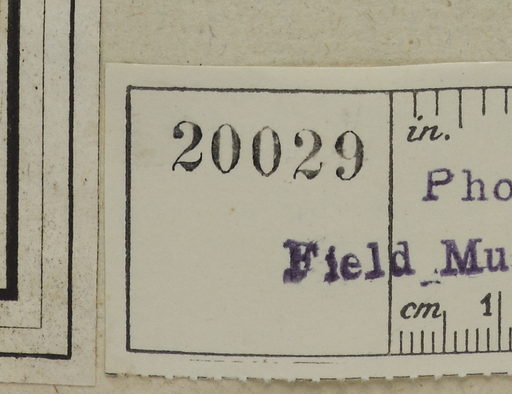 20029
in.
Pho
Field Mu
cm 1